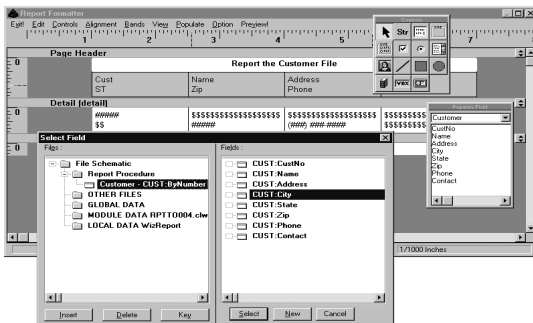 Report Formatter
Exit! Edit Controls Alignment Bands View Populate Option Preview!
1 2 3 4 5 7
Controls
Str
Page Header
0
Report the Customer File
Cust Name Address
ST Zip Phone
Detail (detail)
0
##### $$$$$$$$$$$$$$$$$$$ $$$$$$$$$$$$$$$$$$$
$$ ##### (###) ###-####
0
Populate Field
Customer
CustNo
Name
Address
City
State
Zip
Phone
Contact
Select Field
Files :
File Schematic
Report Procedure
Customer - CUST:ByNumber
OTHER FILES
GLOBAL DATA
MODULE DATA RPTTO004.clw
LOCAL DATA WizReport
Insert Delete Key
Fields :
CUST:CustNo
CUST:Name
CUST:Address
CUST:City
CUST:State
CUST:Zip
CUST:Phone
CUST:Contact
Select New Cancel
1/1000 Inches